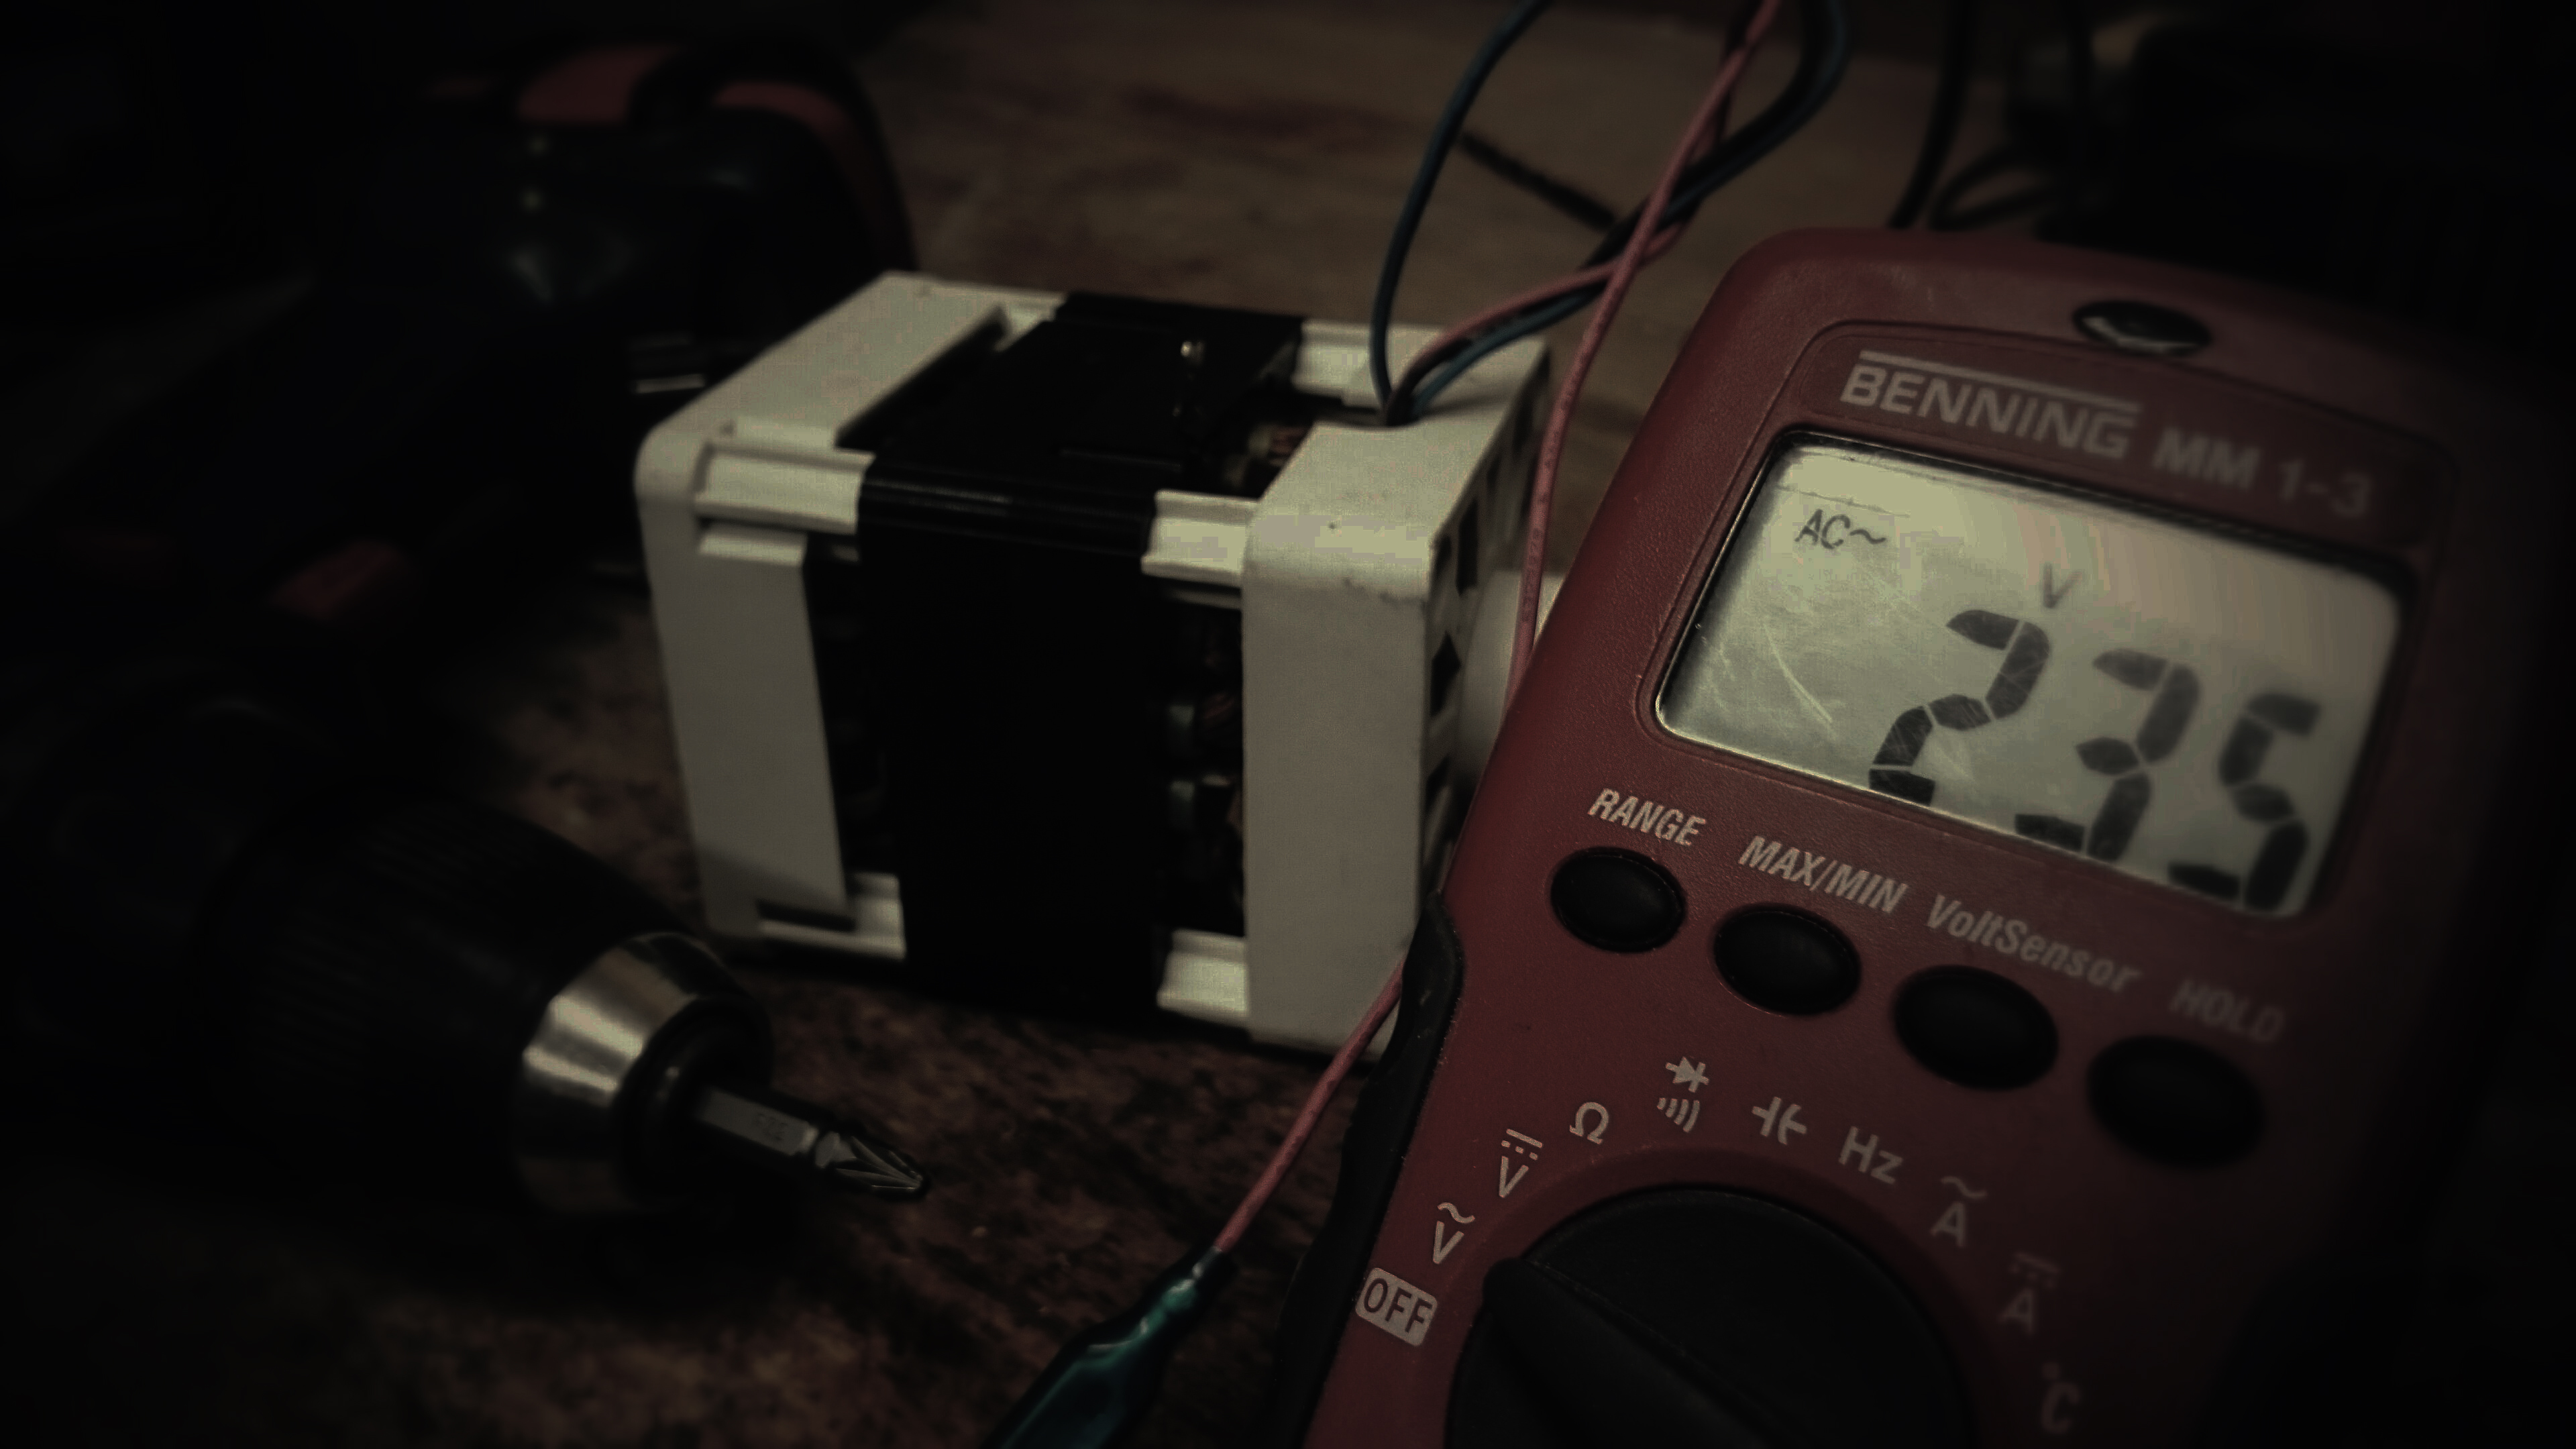 BENNING MM 1-3
AC~
V
235
RANGE
MAX/MIN
VoltSensor
HOLD
Ω
Hz
Ṽ
V
Ã
A
OFF
°C